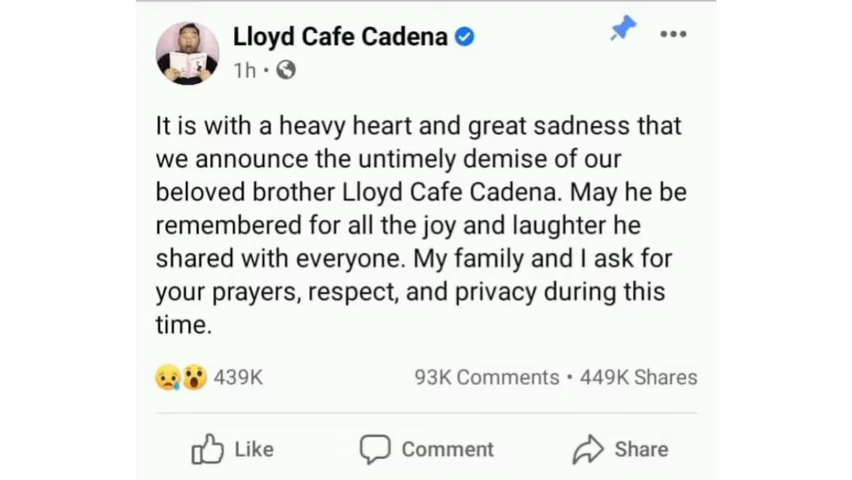 Lloyd Cafe Cadena
1h
It is with a heavy heart and great sadness that
we announce the untimely demise of our
beloved brother Lloyd Cafe Cadena. May he be
remembered for all the joy and laughter he
shared with everyone. My family and I ask for
your prayers, respect, and privacy during this
time.
439K 93K Comments • 449K Shares
Like Comment Share